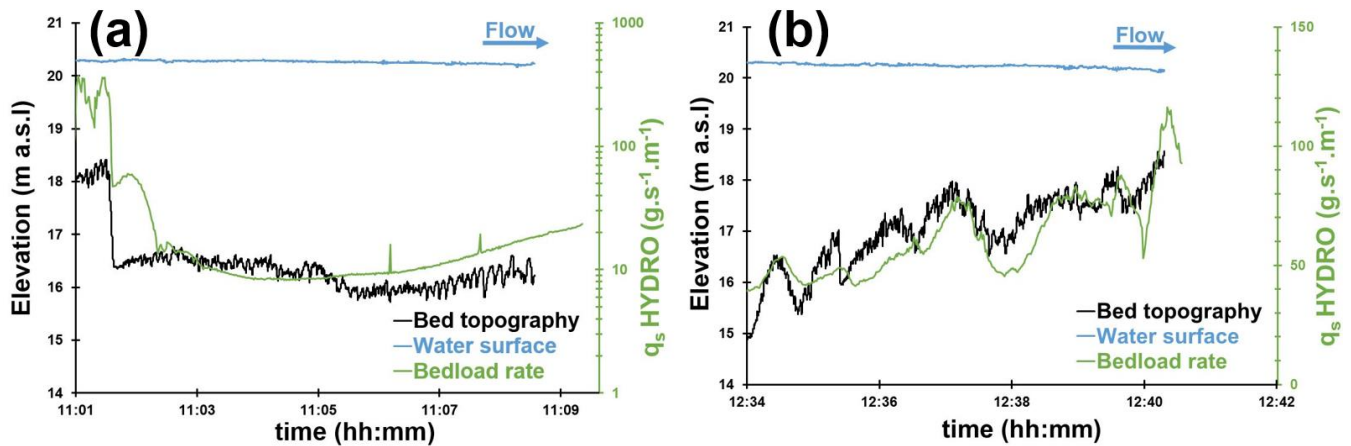 (a)
Flow
21
20
19
18
17
16
15
14
Elevation (m a.s.l)
1000
100
10
1
qs HYDRO (g.s-1.m-1)
Bed topography
Water surface
Bedload rate
11:01 11:03 11:05 11:07 11:09
time (hh:mm)
(b)
Flow
21
20
19
18
17
16
15
14
Elevation (m a.s.l)
150
100
50
0
qs HYDRO (g.s-1.m-1)
Bed topography
Water surface
Bedload rate
12:34 12:36 12:38 12:40 12:42
time (hh:mm)